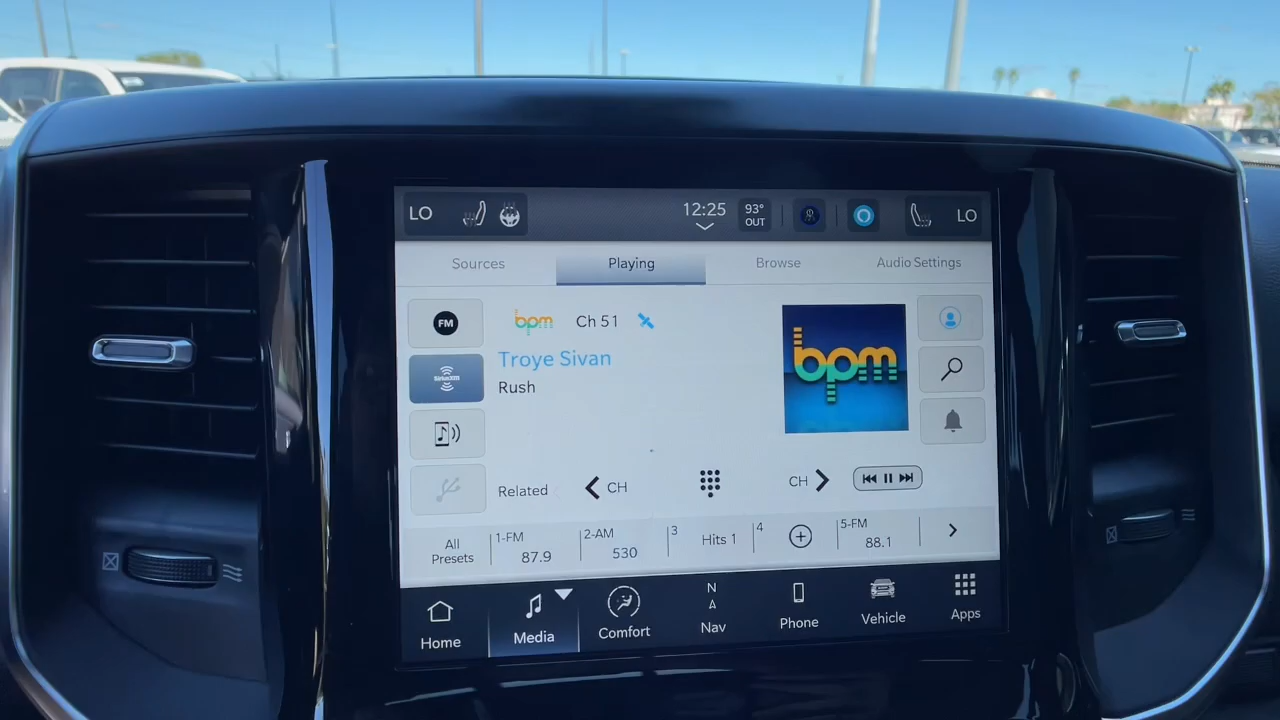 LO
12:25
93°
OUT
LO
Sources
Playing
Browse
Audio Settings
FM
bpm
Ch 51
SiriusXM
Troye Sivan
Rush
bpm
Related
CH
CH
All
Presets
1-FM
87.9
2-AM
530
3
Hits 1
4
5-FM
88.1
Home
Media
Comfort
N
Nav
Phone
Vehicle
Apps